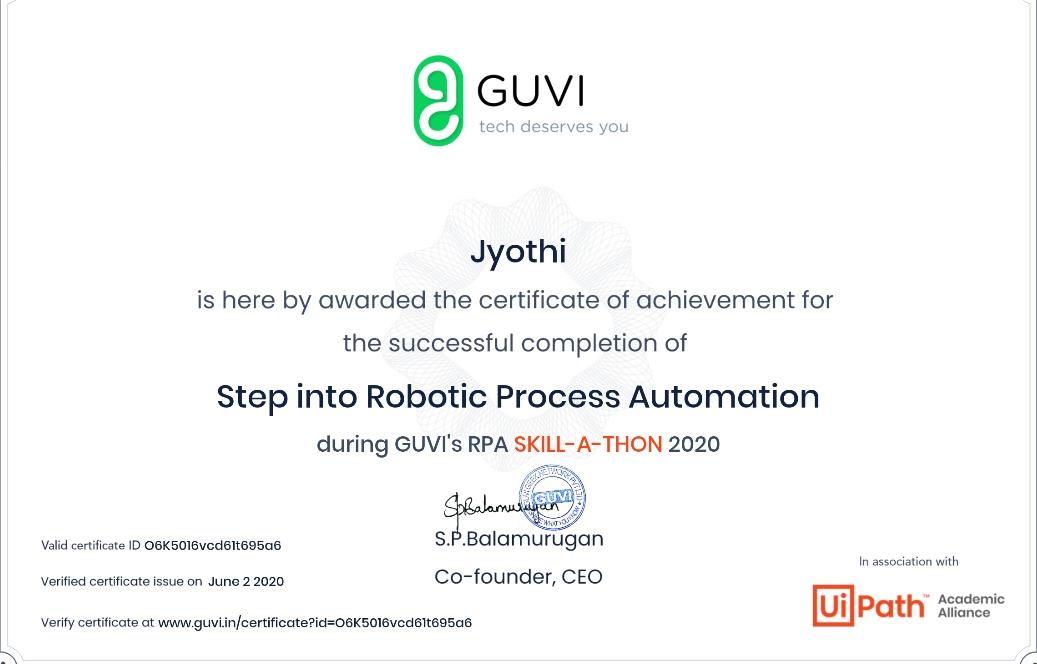 GUVI
tech deserves you
Jyothi
is here by awarded the certificate of achievement for
the successful completion of
Step into Robotic Process Automation
during GUVI's RPA SKILL-A-THON 2020
S.P.Balamurugan
GUVI
S.P.Balamurugan
Co-founder, CEO
Valid certificate ID O6K5016vcd61t695a6
Verified certificate issue on June 2 2020
Verify certificate at www.guvi.in/certificate?id=O6K5016vcd61t695a6
In association with
UiPath™ Academic
Alliance